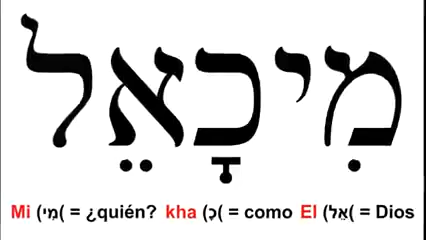 מִיכָאֵל
Mi (מִי)= ¿quién? kha (כְ)= como El (אֵל)= Dios